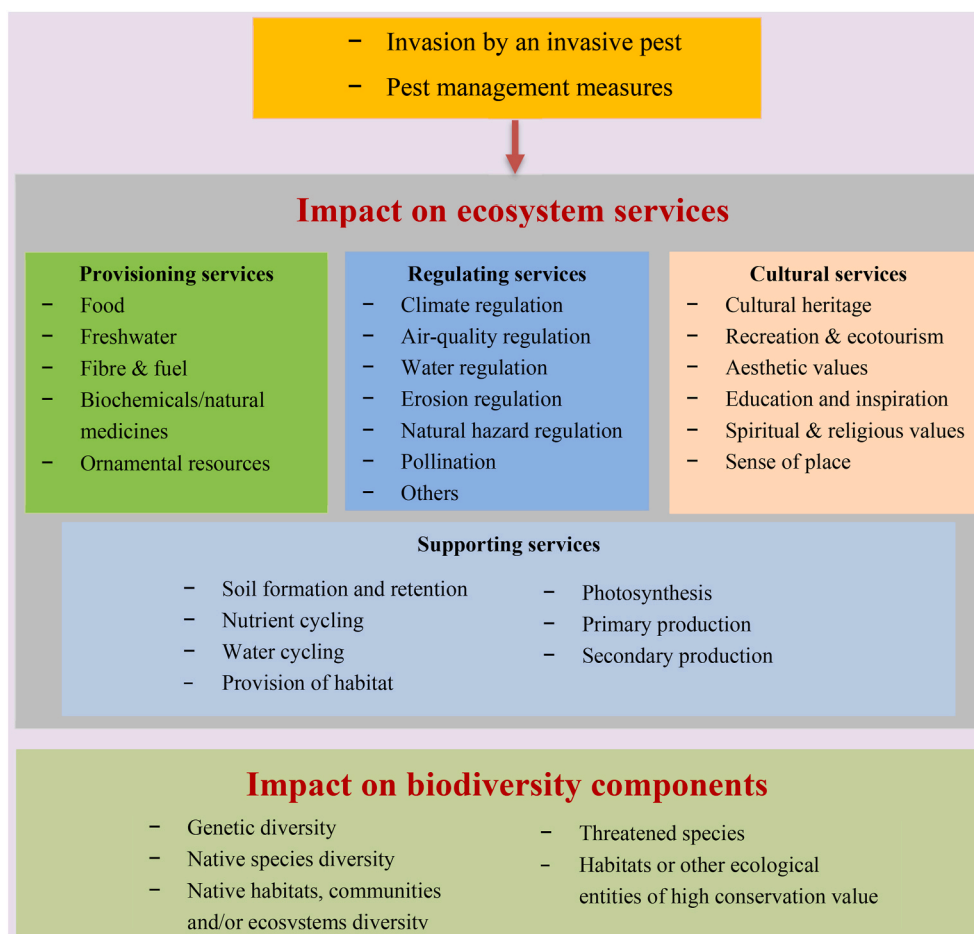 – Invasion by an invasive pest
– Pest management measures
Impact on ecosystem services
Provisioning services
– Food
– Freshwater
– Fibre & fuel
– Biochemicals/natural
medicines
– Ornamental resources
Regulating services
– Climate regulation
– Air-quality regulation
– Water regulation
– Erosion regulation
– Natural hazard regulation
– Pollination
– Others
Cultural services
– Cultural heritage
– Recreation & ecotourism
– Aesthetic values
– Education and inspiration
– Spiritual & religious values
– Sense of place
Supporting services
– Soil formation and retention
– Nutrient cycling
– Water cycling
– Provision of habitat
– Photosynthesis
– Primary production
– Secondary production
Impact on biodiversity components
– Genetic diversity
– Native species diversity
– Native habitats, communities
and/or ecosystems diversity
– Threatened species
– Habitats or other ecological
entities of high conservation value